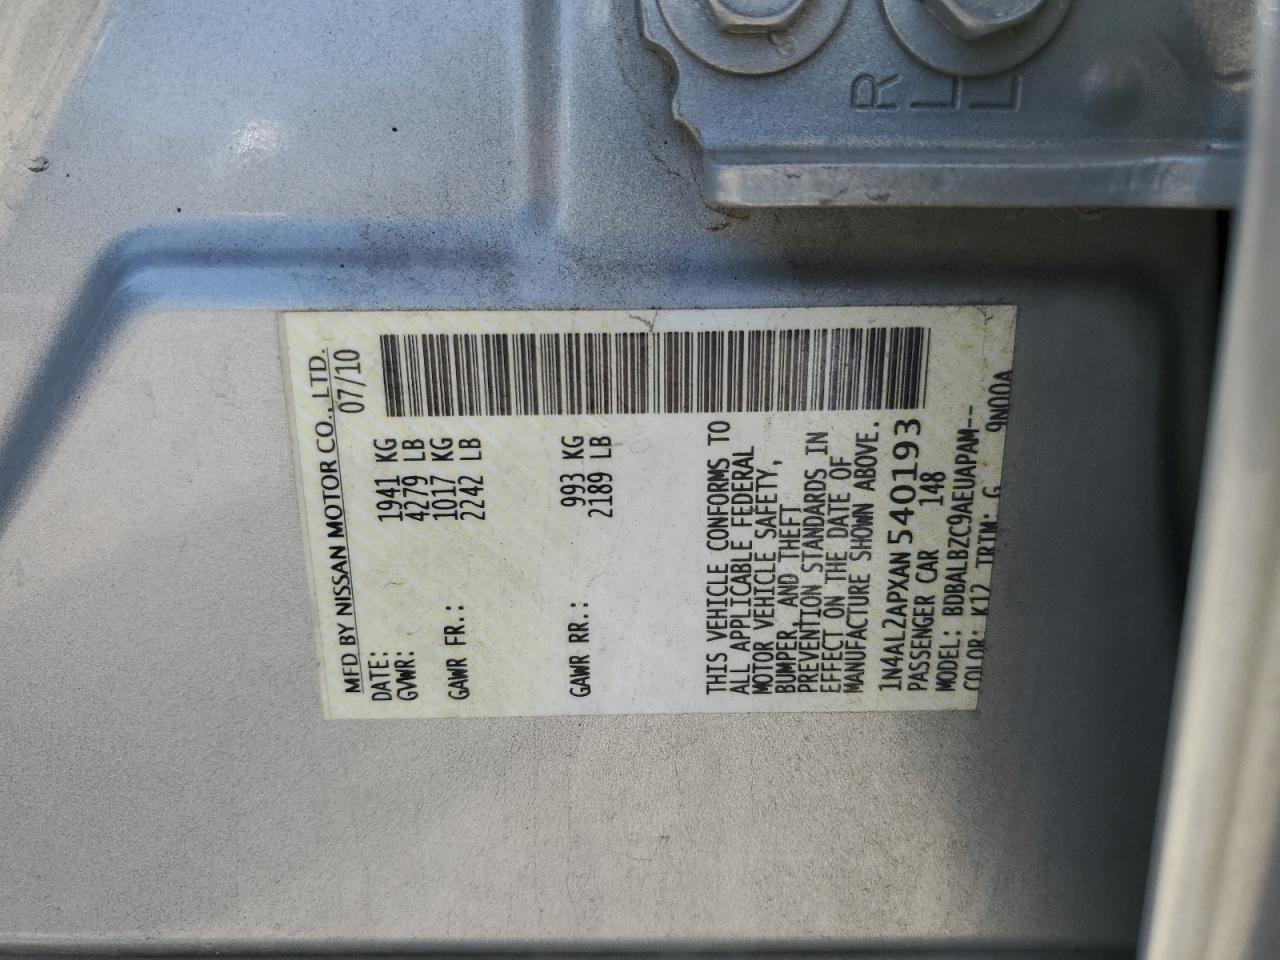 MFD BY NISSAN MOTOR CO., LTD.
DATE: 07/10
GVWR: 1941 KG
4279 LB
GAWR FR.: 1017 KG
2242 LB
GAWR RR.: 993 KG
2189 LB
THIS VEHICLE CONFORMS TO
ALL APPLICABLE FEDERAL
MOTOR VEHICLE SAFETY,
BUMPER, AND THEFT
PREVENTION STANDARDS IN
EFFECT ON THE DATE OF
MANUFACTURE SHOWN ABOVE.
1N4AL2APXAN540193
PASSENGER CAR 148
MODEL: BDBALBZC9AEUAPAM--
COLOR: K12 TRIM: G 9N00A
R
L
L